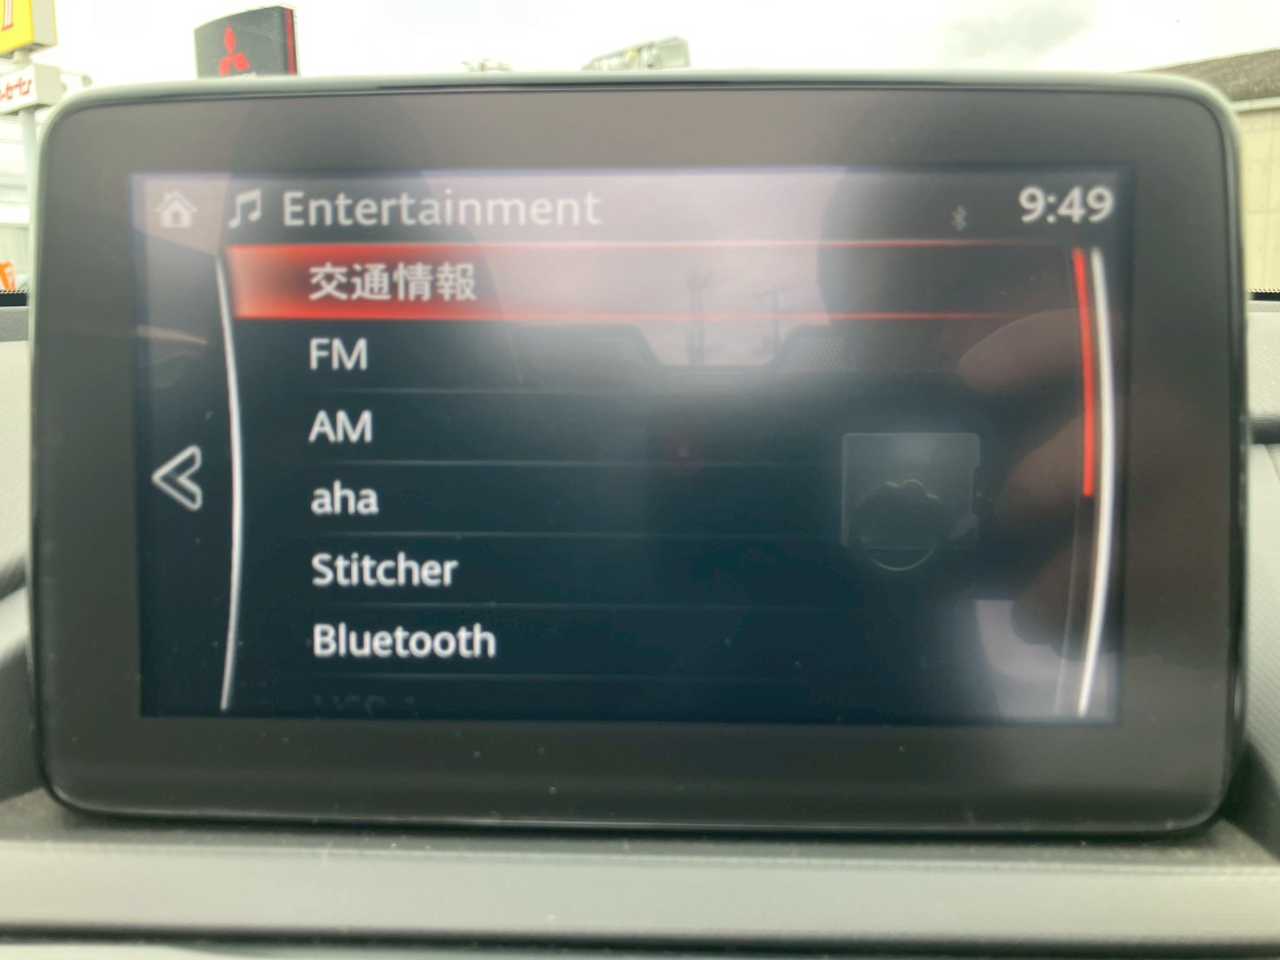 Entertainment
9:49
交通情報
FM
AM
aha
Stitcher
Bluetooth